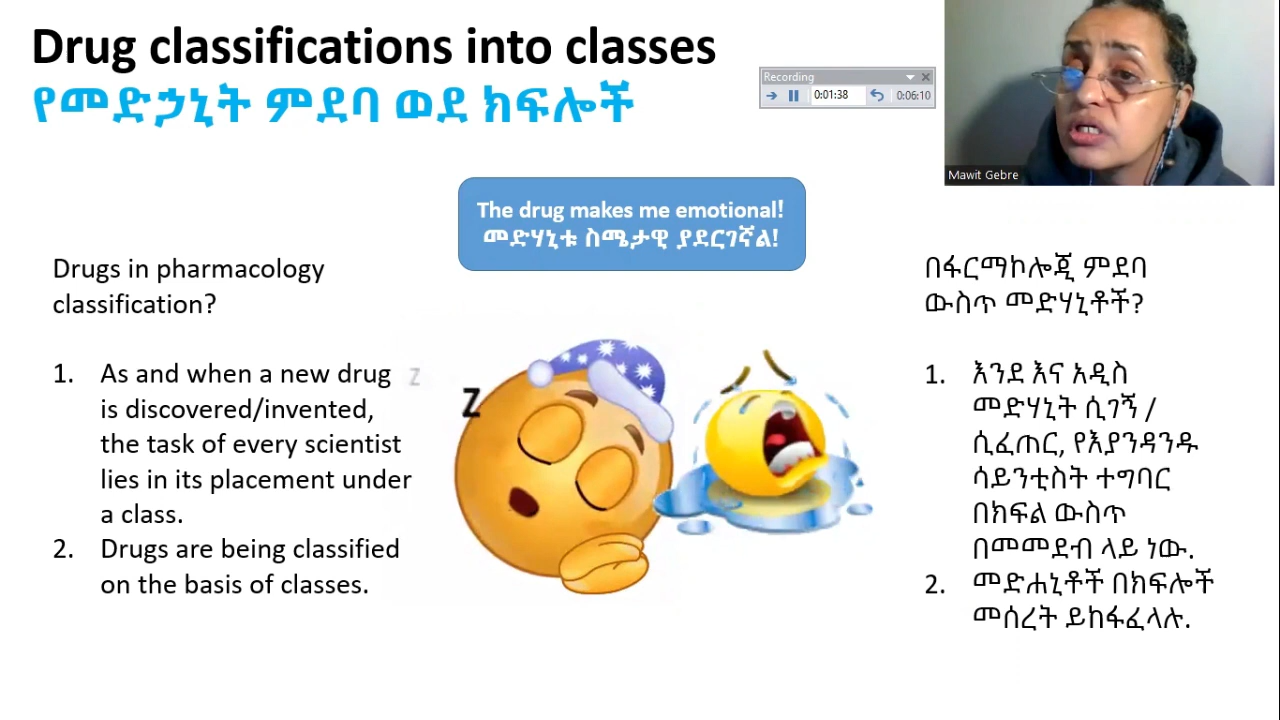 Drug classifications into classes
የመድኃኒት ምደባ ወደ ክፍሎች
Recording
0:01:38
0:06:10
Mawit Gebre
The drug makes me emotional!
መድሃኒቱ ስሜታዊ ያደርገኛል!
Drugs in pharmacology
classification?
1. As and when a new drug
is discovered/invented,
the task of every scientist
lies in its placement under
a class.
2. Drugs are being classified
on the basis of classes.
z
z
በፋርማኮሎጂ ምደባ
ውስጥ መድሃኒቶች?
1. እንደ እና አዲስ
መድሃኒት ሲገኝ /
ሲፈጠር, የእያንዳንዱ
ሳይንቲስት ተግባር
በክፍል ውስጥ
በመመደብ ላይ ነው.
2. መድሐኒቶች በክፍሎች
መሰረት ይከፋፈላሉ.